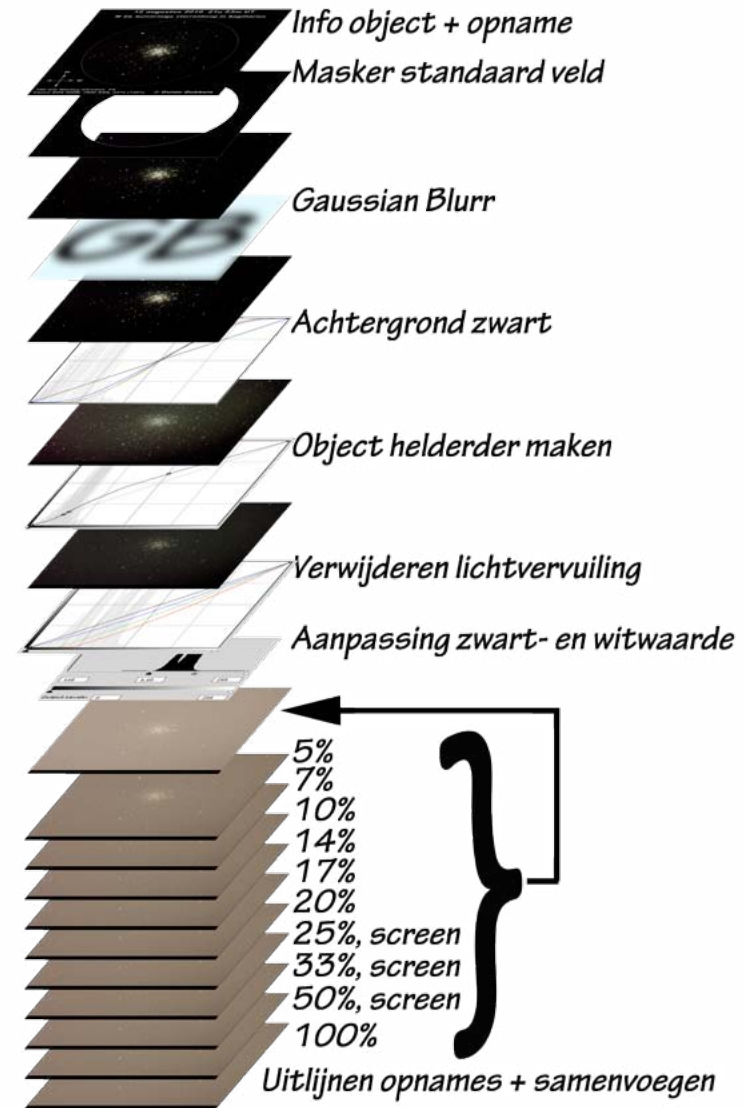 Info object + opname
Masker standaard veld
Gaussian Blurr
GB
Achtergrond zwart
Object helderder maken
Verwijderen lichtvervuiling
Aanpassing zwart- en witwaarde
5%
7%
10%
14%
17%
20%
25%, screen
33%, screen
50%, screen
100%
Uitlijnen opnames + samenvoegen